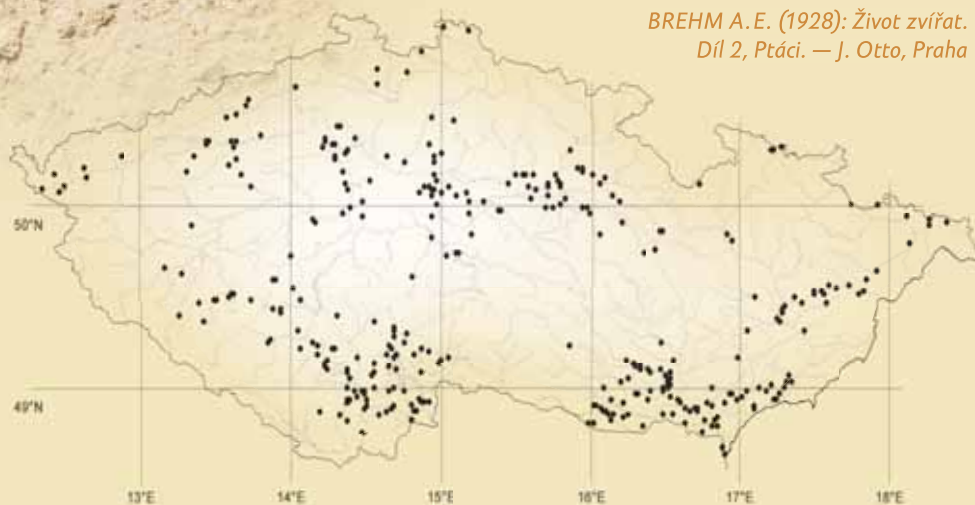 BREHM A.E. (1928): Život zvířat.
Díl 2, Ptáci. — J. Otto, Praha
50°N
49°N
13°E
14°E
15°E
16°E
17°E
18°E